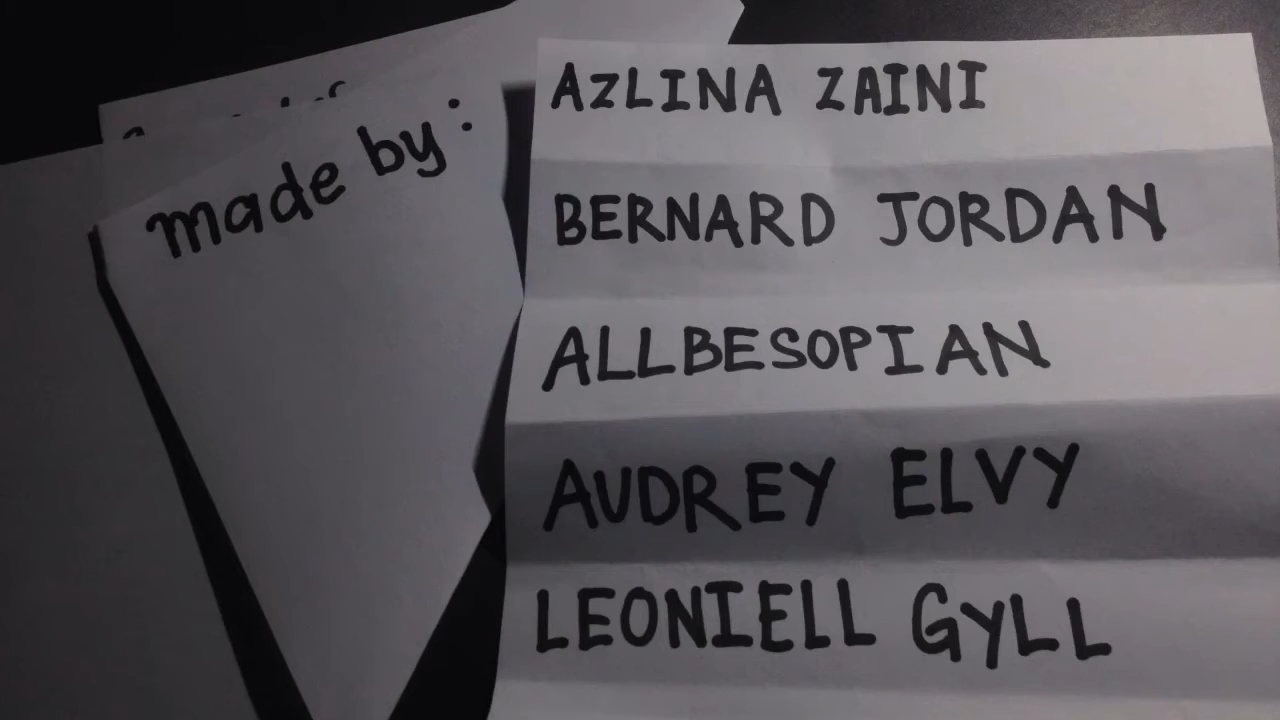 made by:
AZLINA ZAINI
BERNARD JORDAN
ALLBESOPIAN
AUDREY ELVY
LEONIELL GYLL